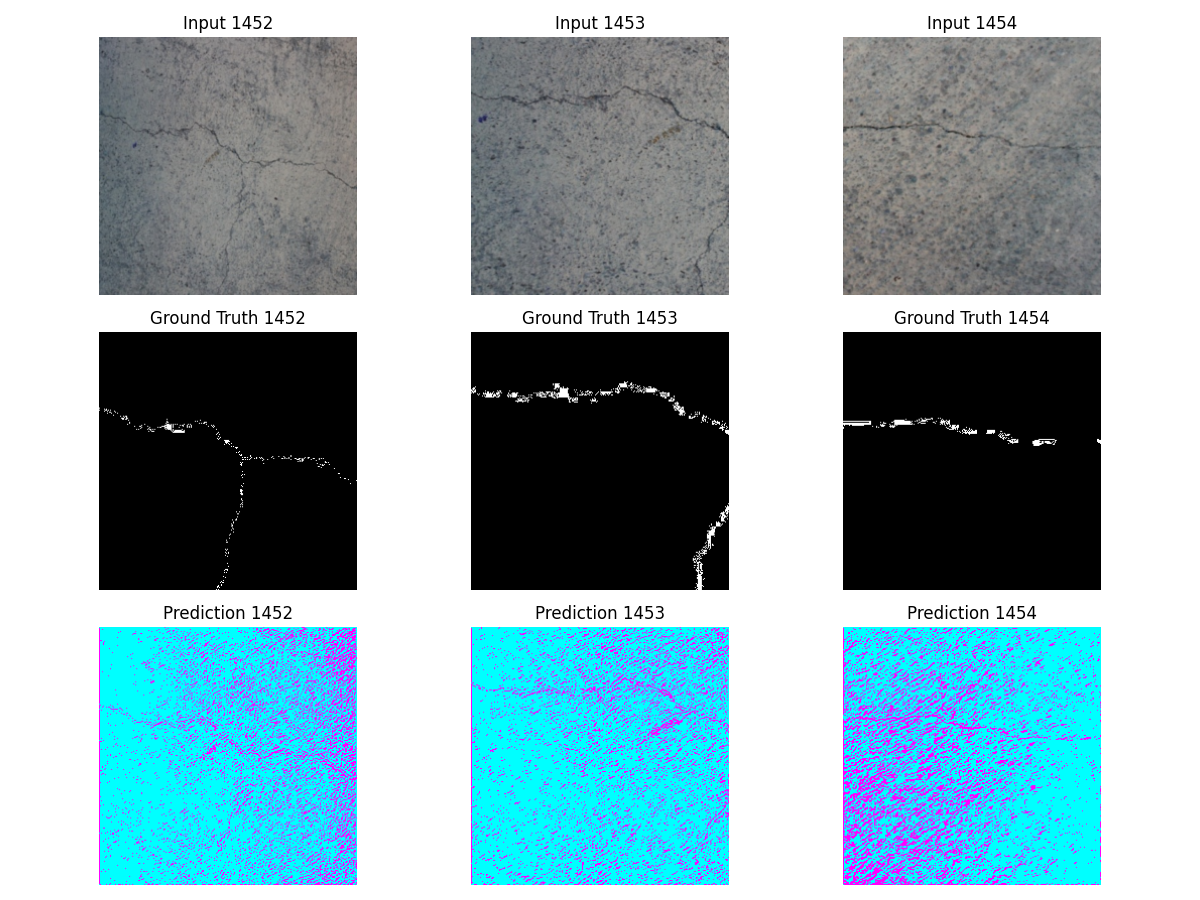 Input 1452
Input 1453
Input 1454
Ground Truth 1452
Ground Truth 1453
Ground Truth 1454
Prediction 1452
Prediction 1453
Prediction 1454